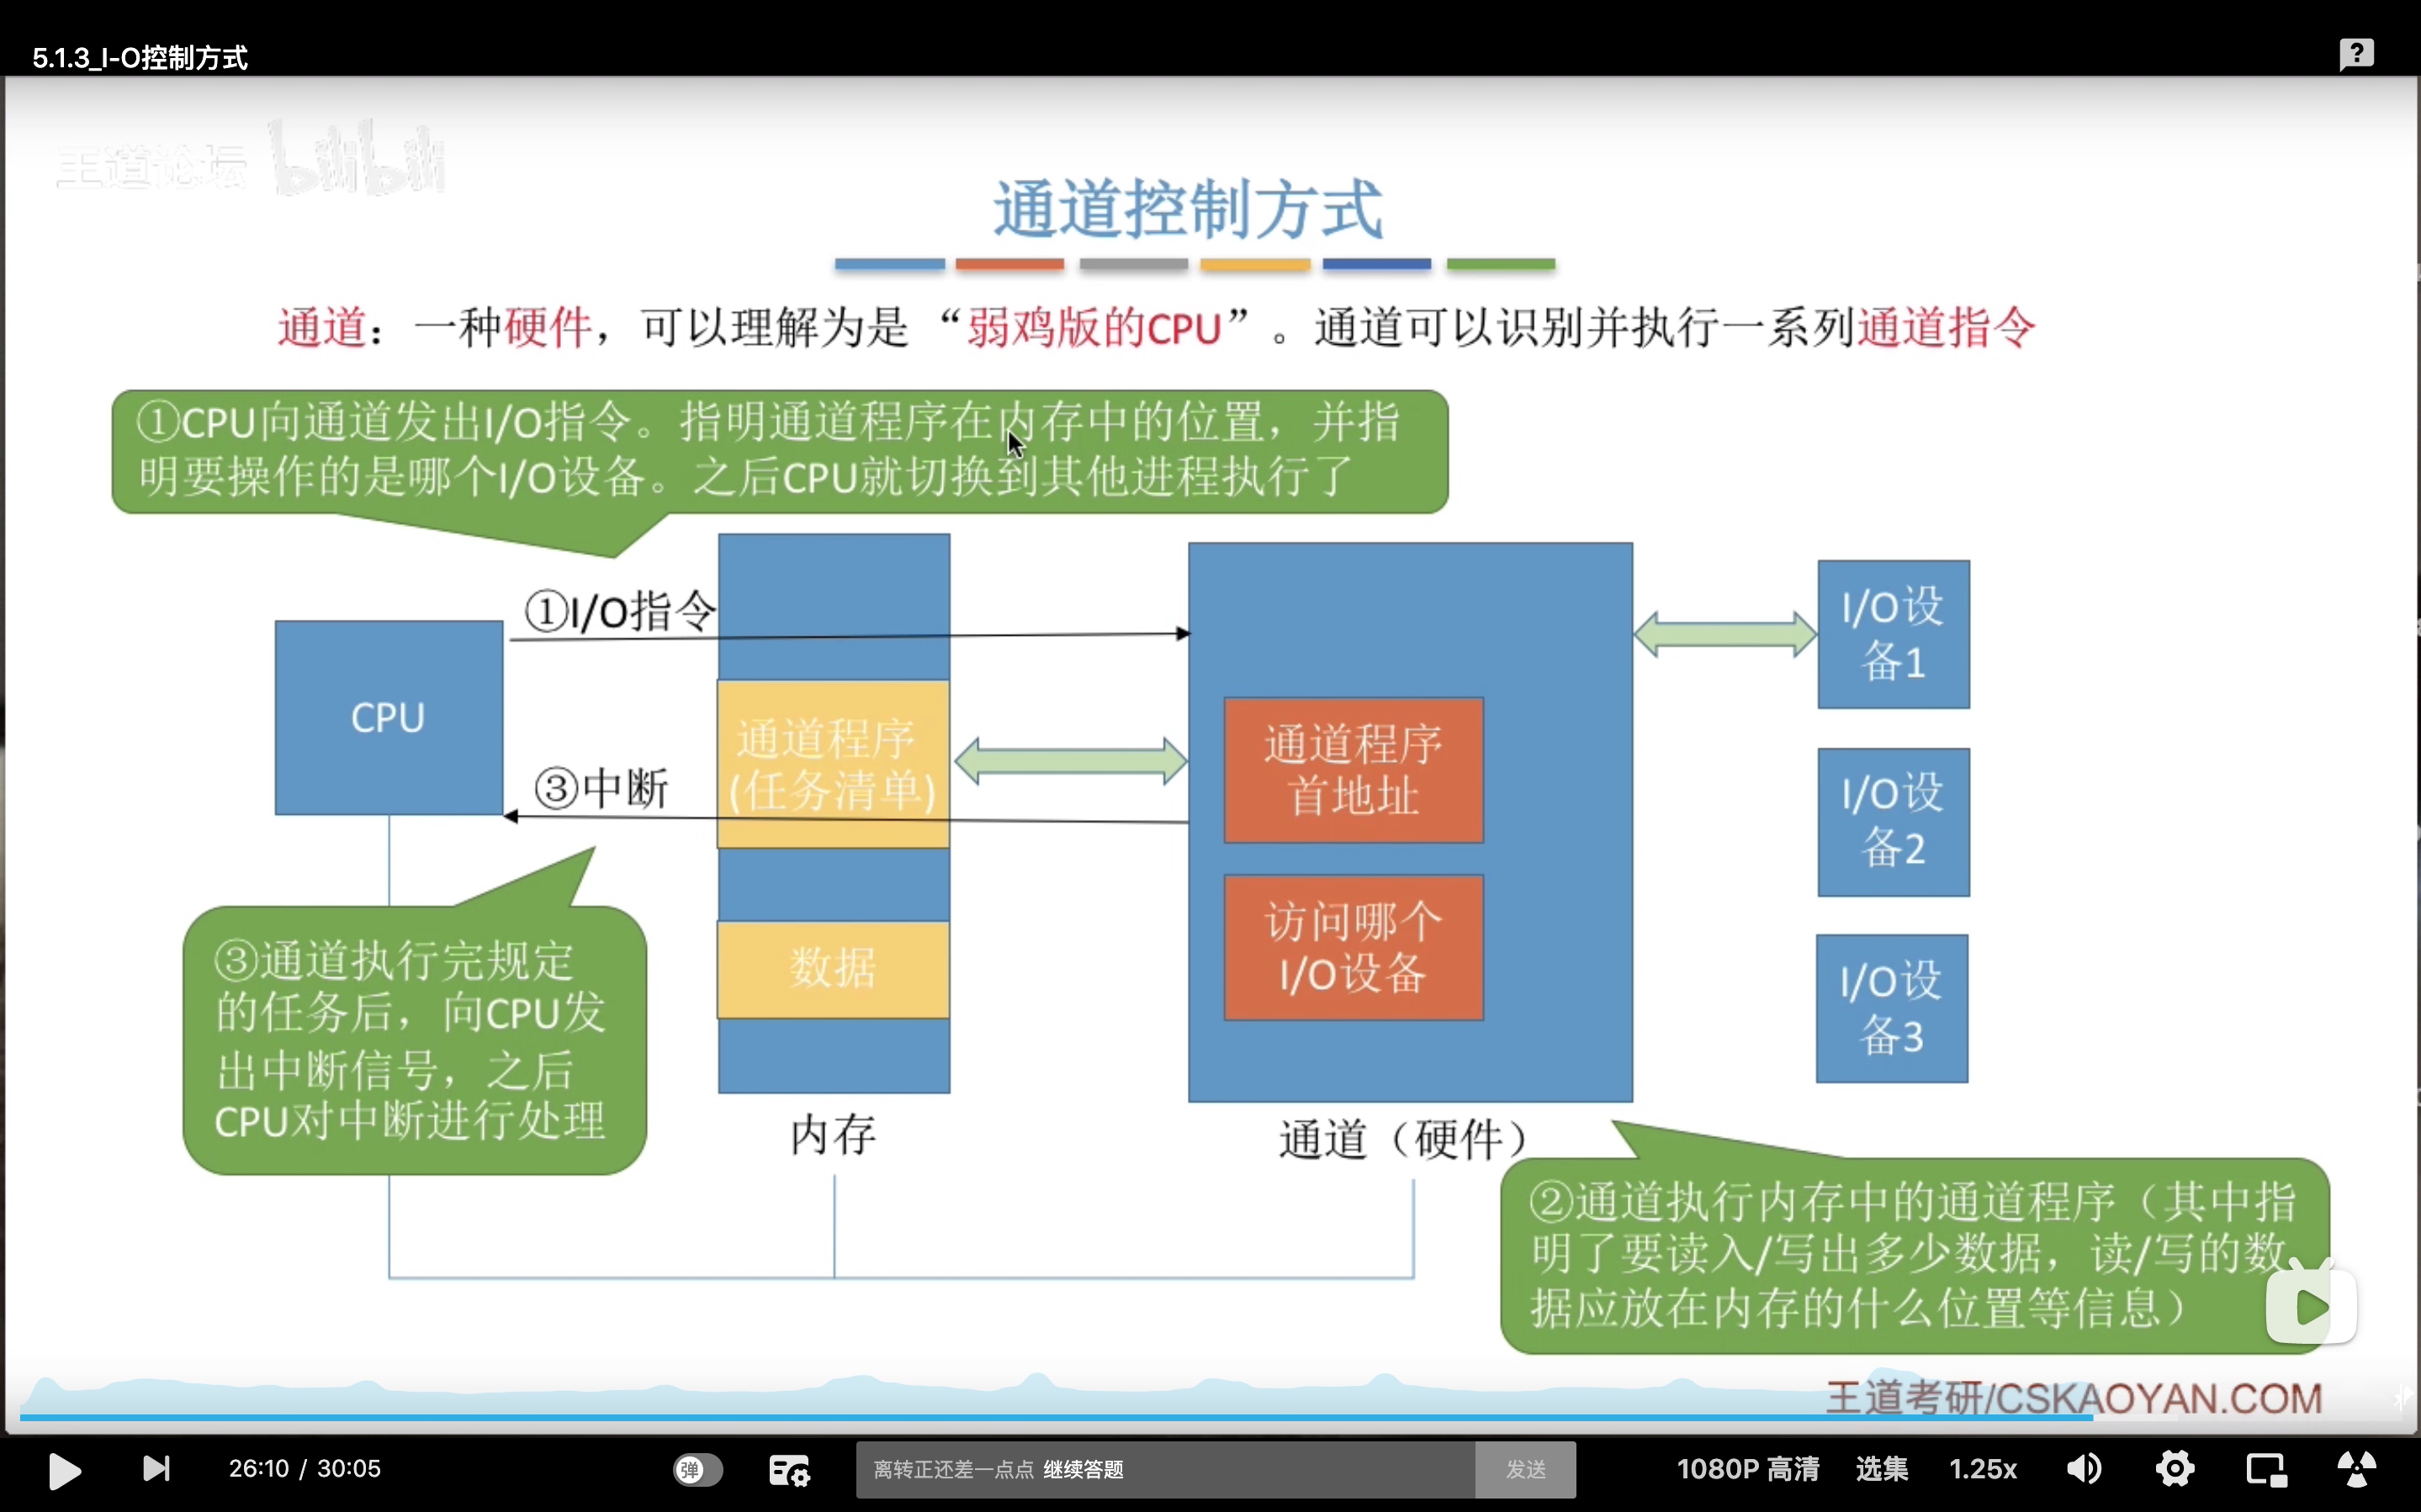 5.1.3_I-O控制方式
王道论坛 bilibili
通道控制方式
通道：一种硬件，可以理解为是“弱鸡版的CPU”。通道可以识别并执行一系列通道指令
①CPU向通道发出I/O指令。指明通道程序在内存中的位置，并指
明要操作的是哪个I/O设备。之后CPU就切换到其他进程执行了
①I/O指令
CPU
③中断
通道程序
(任务清单)
数据
内存
通道程序
首地址
访问哪个
I/O设备
通道（硬件）
I/O设
备1
I/O设
备2
I/O设
备3
③通道执行完规定
的任务后，向CPU发
出中断信号，之后
CPU对中断进行处理
②通道执行内存中的通道程序（其中指
明了要读入/写出多少数据，读/写的数
据应放在内存的什么位置等信息）
王道考研/CSKAOYAN.COM
26:10 / 30:05
弹
离转正还差一点点 继续答题
发送
1080P 高清
选集
1.25x